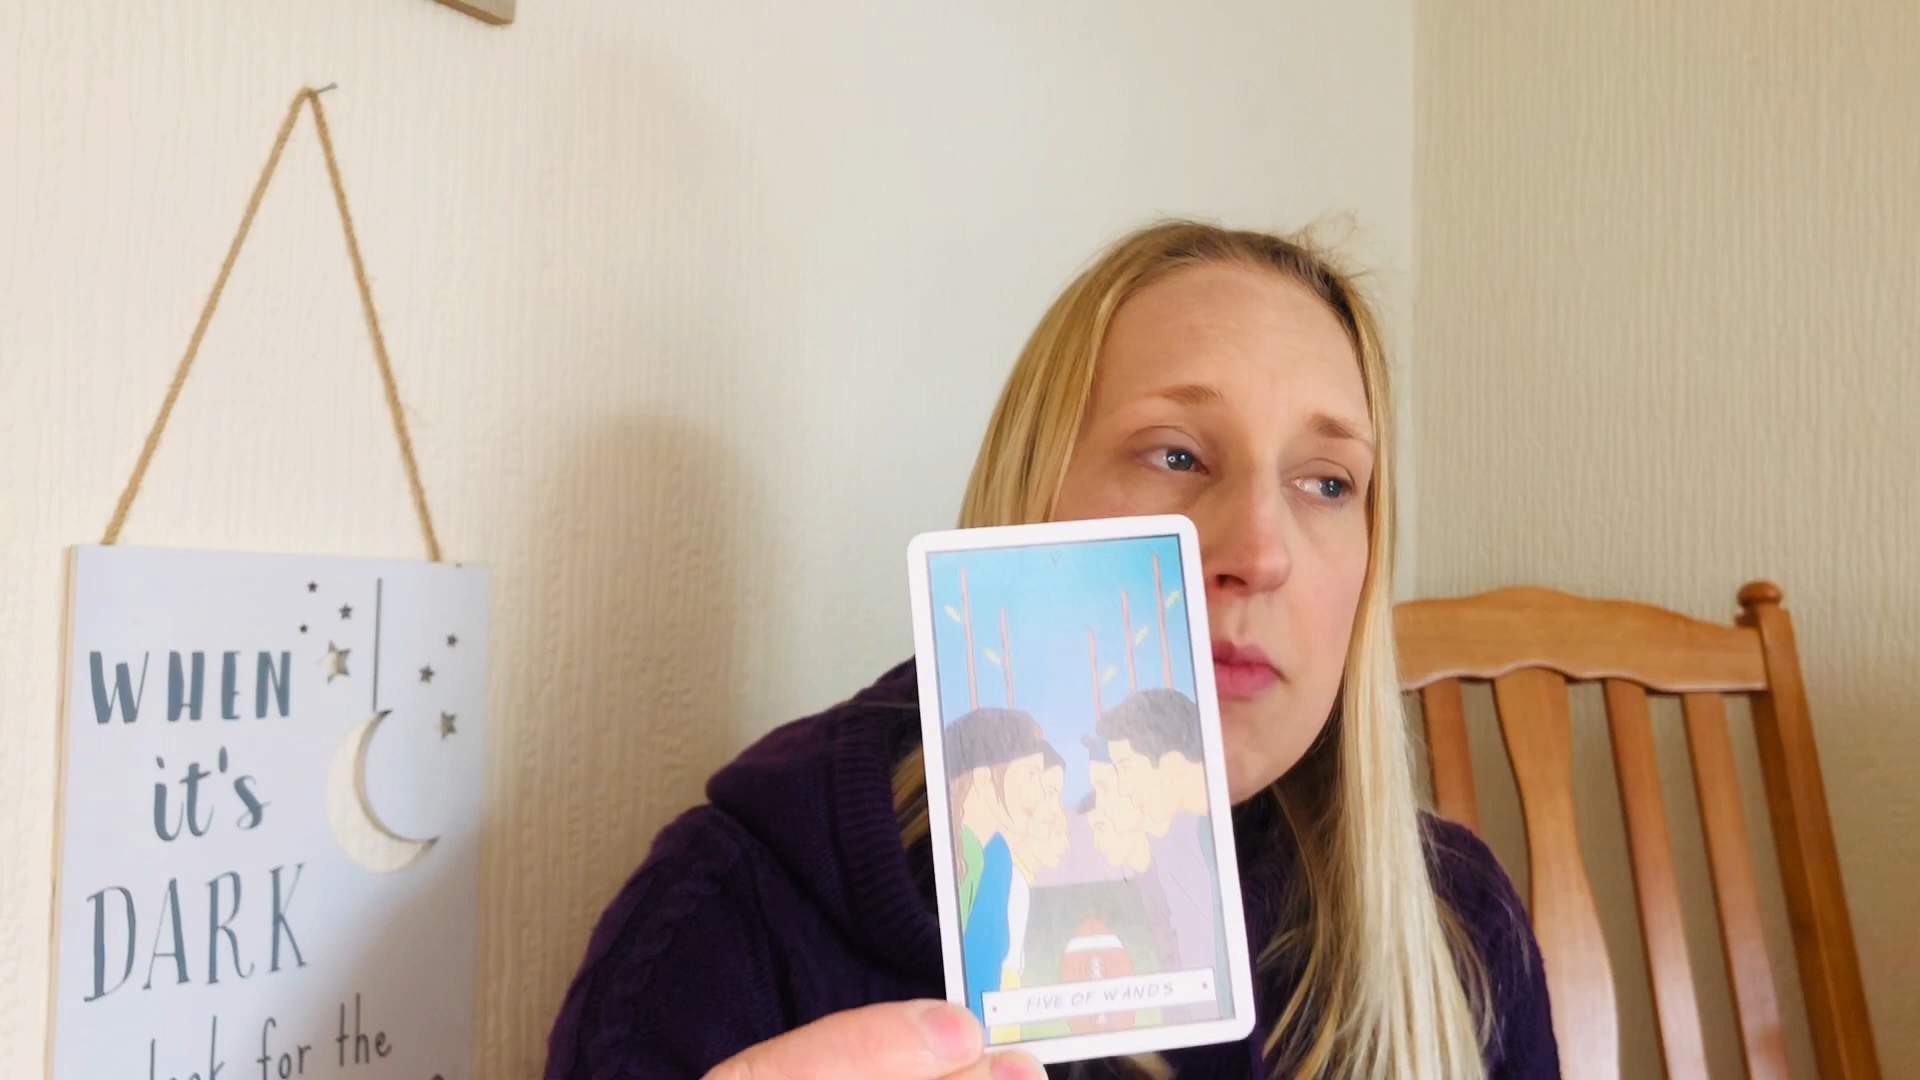 WHEN
it's
DARK
look for the
V
FIVE OF WANDS